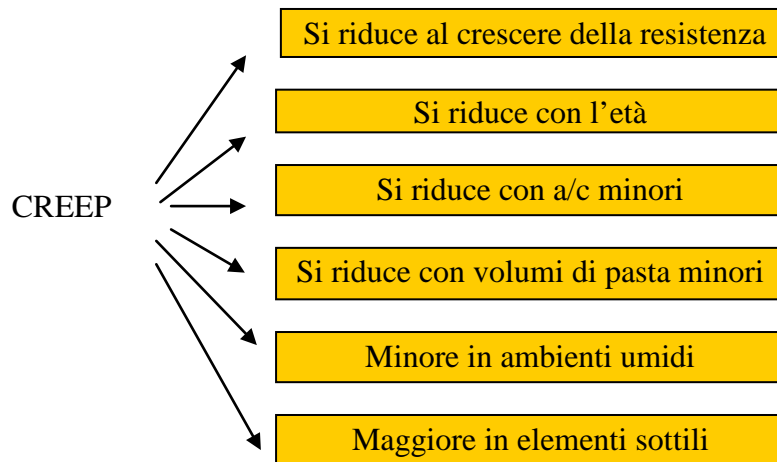 Si riduce al crescere della resistenza
Si riduce con l’età
Si riduce con a/c minori
CREEP
Si riduce con volumi di pasta minori
Minore in ambienti umidi
Maggiore in elementi sottili